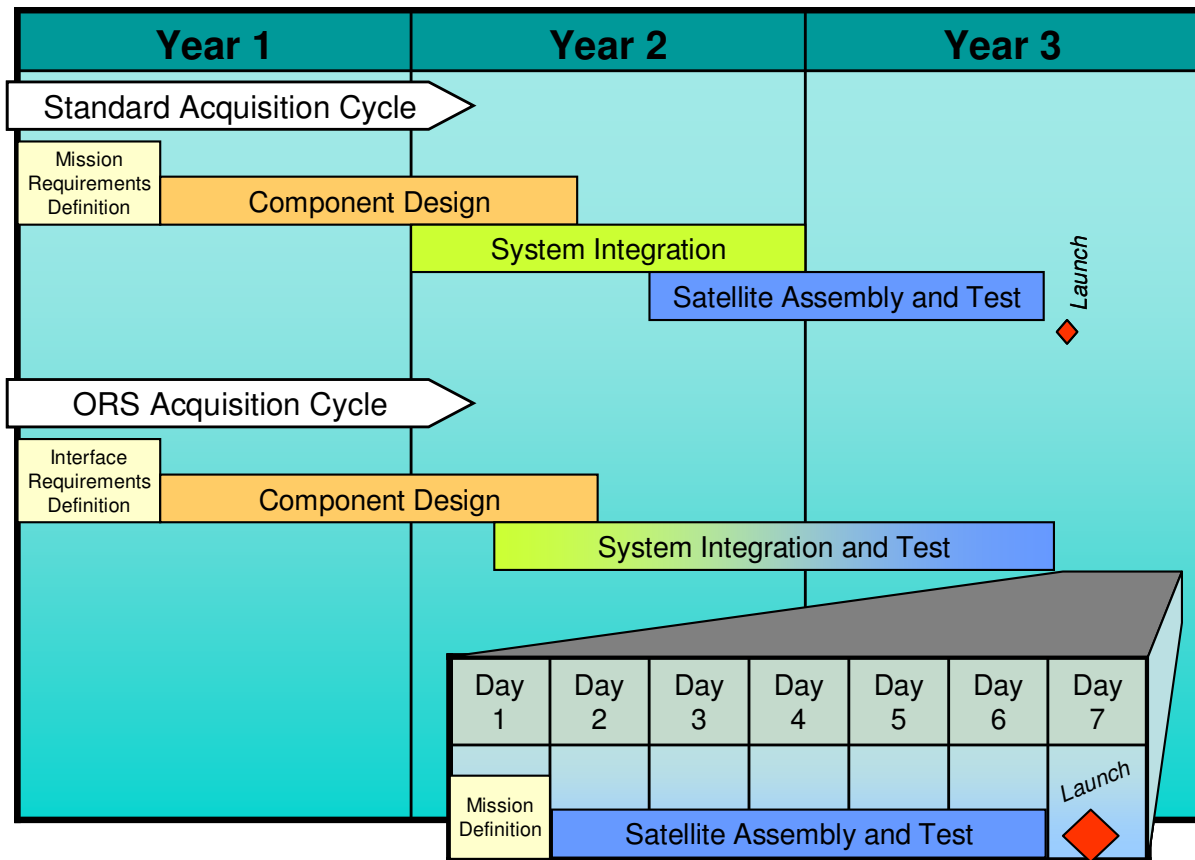 Year 1
Year 2
Year 3
Standard Acquisition Cycle
Mission
Requirements
Definition
Component Design
System Integration
Satellite Assembly and Test
Launch
ORS Acquisition Cycle
Interface
Requirements
Definition
Component Design
System Integration and Test
Day
1
Day
2
Day
3
Day
4
Day
5
Day
6
Day
7
Mission
Definition
Satellite Assembly and Test
Launch